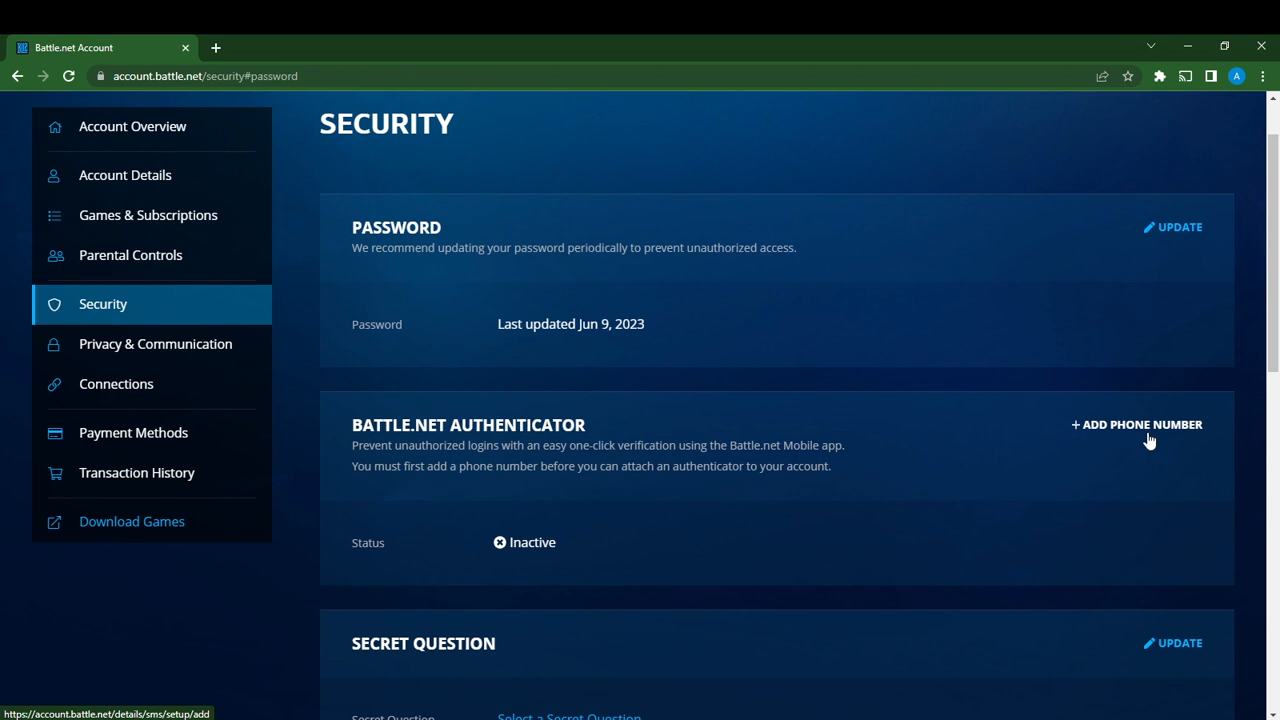 Battle.net Account
account.battle.net/security#password
A
Account Overview
Account Details
Games & Subscriptions
Parental Controls
Security
Privacy & Communication
Connections
Payment Methods
Transaction History
Download Games
SECURITY
PASSWORD
UPDATE
We recommend updating your password periodically to prevent unauthorized access.
Password Last updated Jun 9, 2023
BATTLE.NET AUTHENTICATOR
+ ADD PHONE NUMBER
Prevent unauthorized logins with an easy one-click verification using the Battle.net Mobile app.
You must first add a phone number before you can attach an authenticator to your account.
Status Inactive
SECRET QUESTION
UPDATE
Secret Question Select a Secret Question
https://account.battle.net/details/sms/setup/add